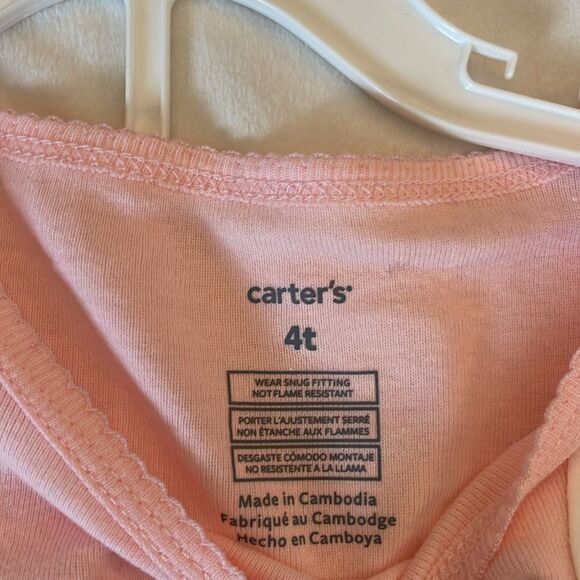 carter's
4t
WEAR SNUG FITTING
NOT FLAME RESISTANT
PORTER L'AJUSTEMENT SERRÉ
NON ÉTANCHE AUX FLAMMES
DESGASTE CÓMODO MONTAJE
NO RESISTENTE A LA LLAMA
Made in Cambodia
Fabriqué au Cambodge
Hecho en Camboya